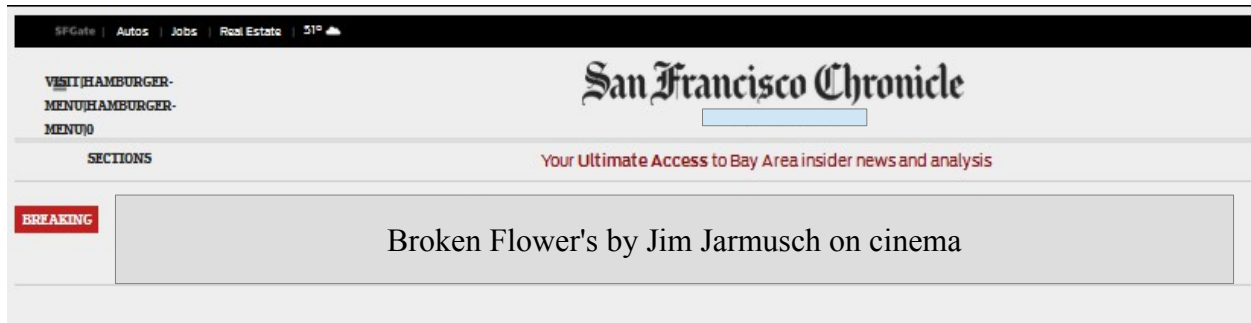 SFGate | Autos | Jobs | Real Estate | 51°
VISIT|HAMBURGER-
MENU|HAMBURGER-
MENU|0
San Francisco Chronicle
SECTIONS
Your Ultimate Access to Bay Area insider news and analysis
BREAKING
Broken Flower's by Jim Jarmusch on cinema